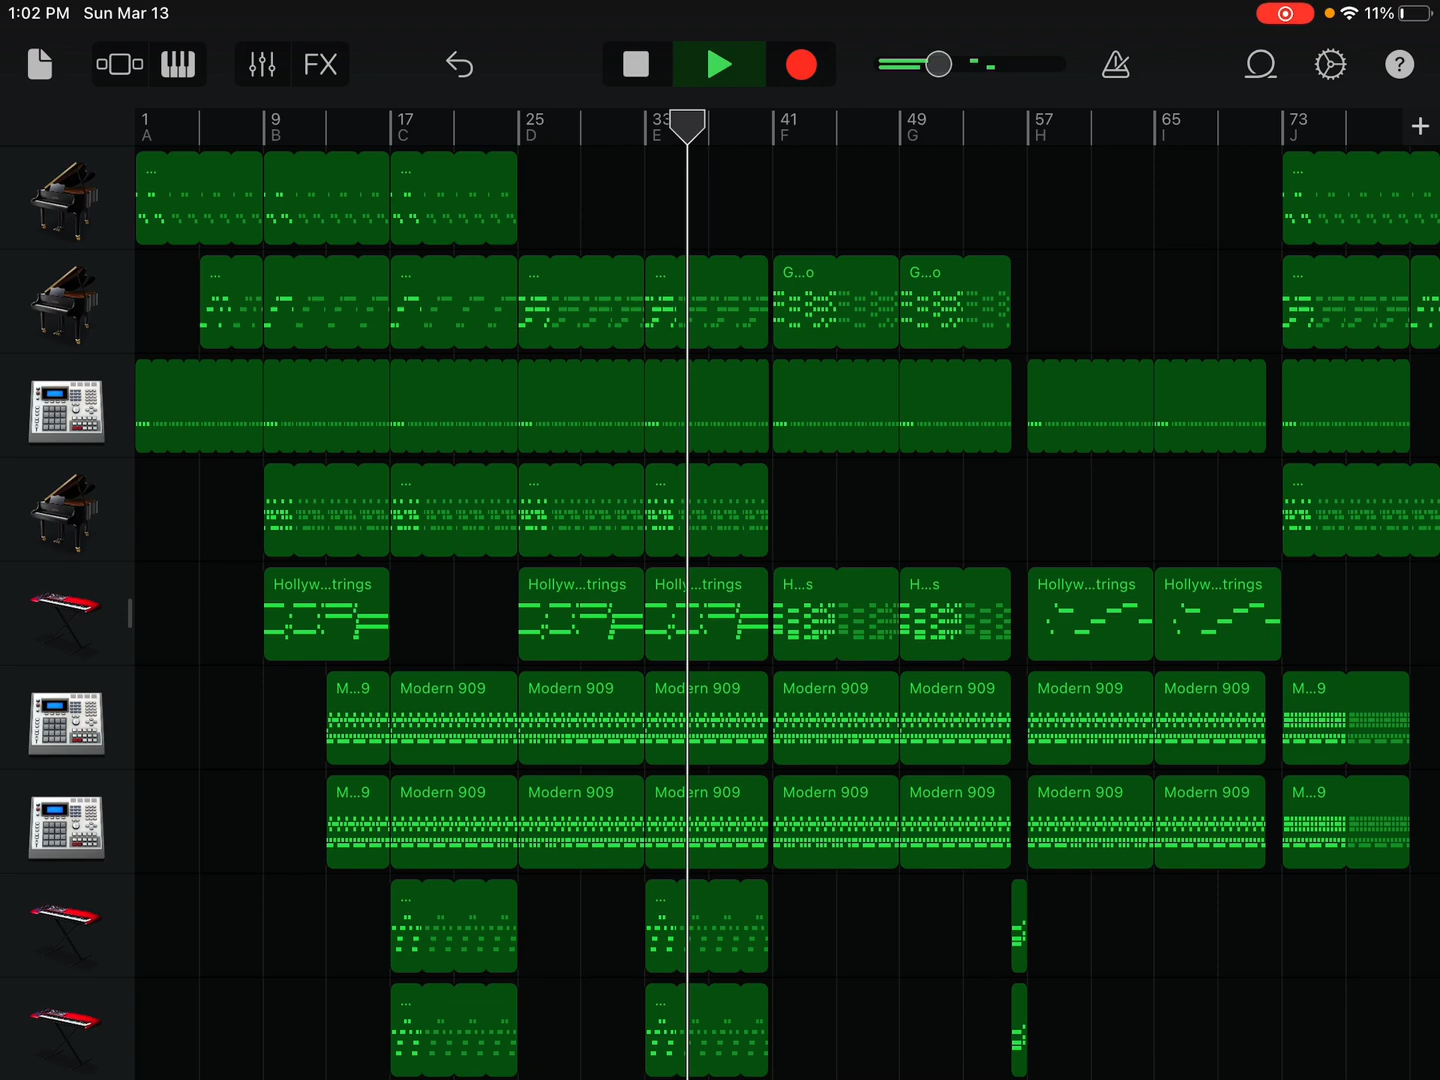 1:02 PM Sun Mar 13 11%
FX ?
1 9 17 25 33 41 49 57 65 73 +
A B C D E F G H I J
... ... ...
... ... ... ... G...o G...o ...
... ... ... ...
Hollyw...trings Hollyw...trings Hollyw...trings H...s H...s Hollyw...trings Hollyw...trings
M...9 Modern 909 Modern 909 Modern 909 Modern 909 Modern 909 Modern 909 Modern 909 M...9
M...9 Modern 909 Modern 909 Modern 909 Modern 909 Modern 909 Modern 909 Modern 909 M...9
... ...
... ...